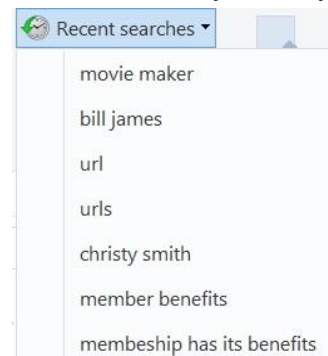 Recent searches
movie maker
bill james
url
urls
christy smith
member benefits
membeship has its benefits